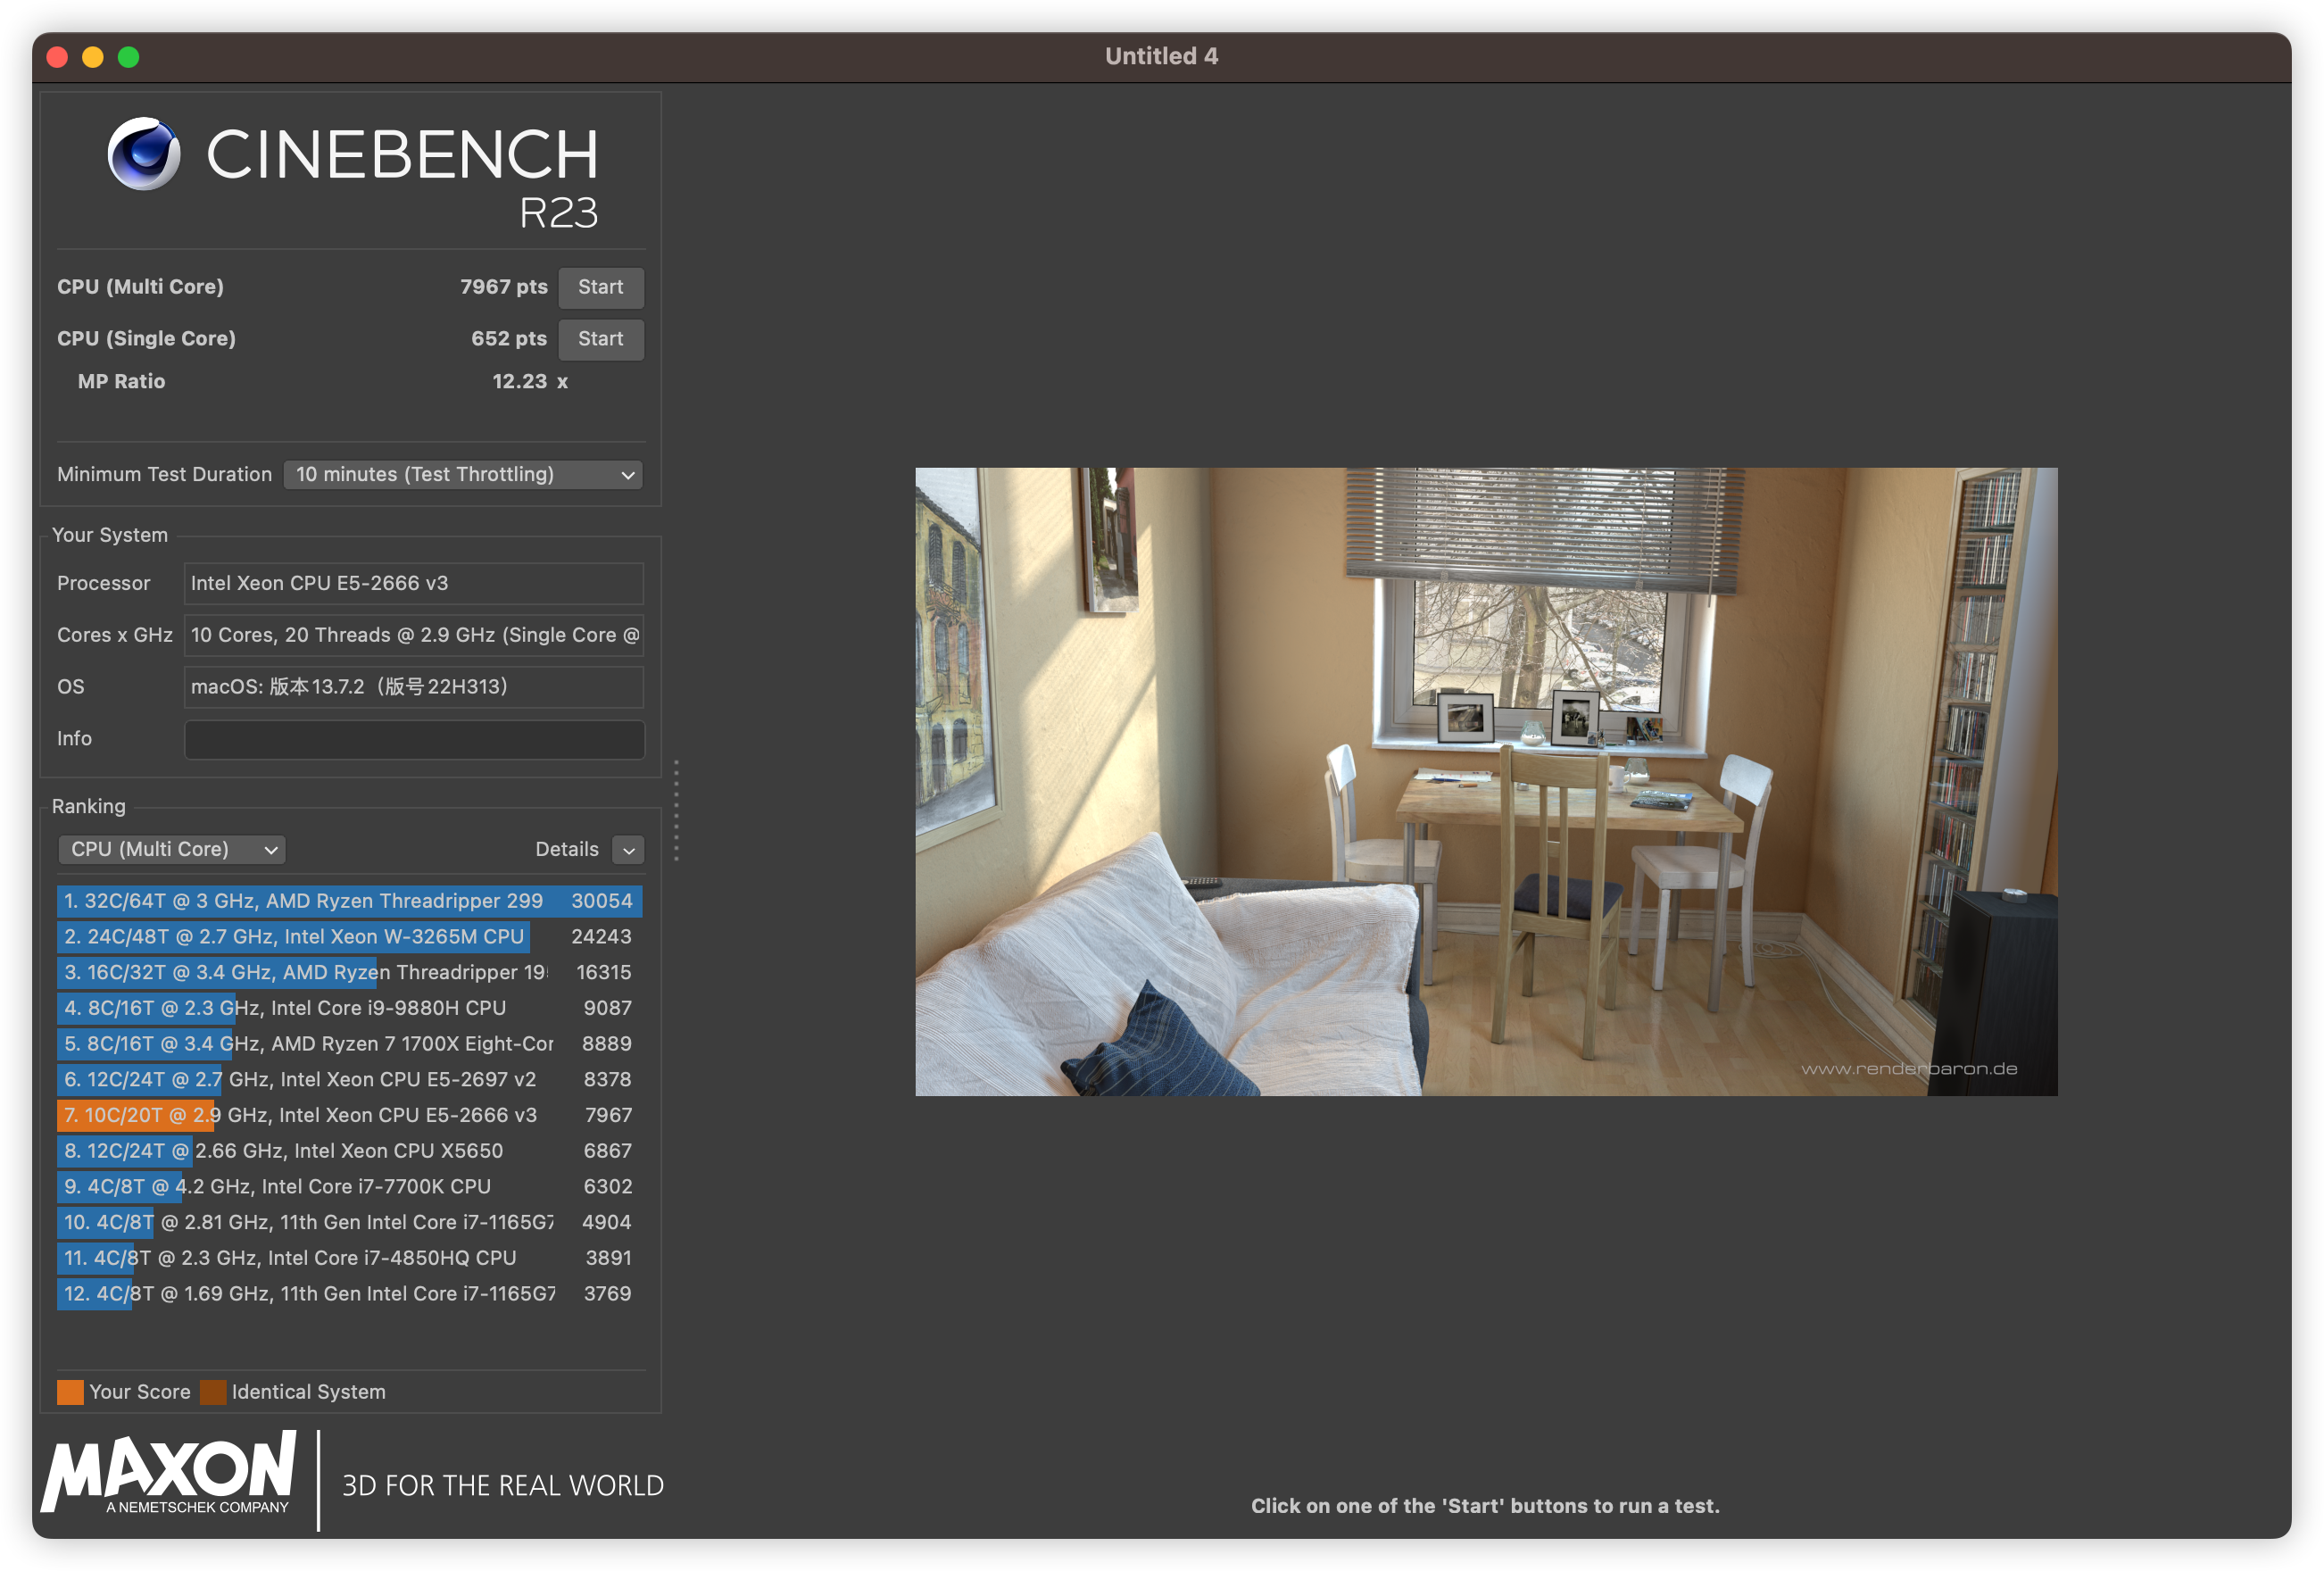 Untitled 4
CINEBENCH
R23
CPU (Multi Core) 7967 pts Start
CPU (Single Core) 652 pts Start
MP Ratio 12.23 x
Minimum Test Duration 10 minutes (Test Throttling)
Your System
Processor Intel Xeon CPU E5-2666 v3
Cores x GHz 10 Cores, 20 Threads @ 2.9 GHz (Single Core @
OS macOS: 版本13.7.2（版号22H313）
Info
Ranking
CPU (Multi Core) Details
1. 32C/64T @ 3 GHz, AMD Ryzen Threadripper 299 30054
2. 24C/48T @ 2.7 GHz, Intel Xeon W-3265M CPU 24243
3. 16C/32T @ 3.4 GHz, AMD Ryzen Threadripper 19 16315
4. 8C/16T @ 2.3 GHz, Intel Core i9-9880H CPU 9087
5. 8C/16T @ 3.4 GHz, AMD Ryzen 7 1700X Eight-Cor 8889
6. 12C/24T @ 2.7 GHz, Intel Xeon CPU E5-2697 v2 8378
7. 10C/20T @ 2.9 GHz, Intel Xeon CPU E5-2666 v3 7967
8. 12C/24T @ 2.66 GHz, Intel Xeon CPU X5650 6867
9. 4C/8T @ 4.2 GHz, Intel Core i7-7700K CPU 6302
10. 4C/8T @ 2.81 GHz, 11th Gen Intel Core i7-1165G7 4904
11. 4C/8T @ 2.3 GHz, Intel Core i7-4850HQ CPU 3891
12. 4C/8T @ 1.69 GHz, 11th Gen Intel Core i7-1165G7 3769
Your Score Identical System
MAXON
A NEMETSCHEK COMPANY
3D FOR THE REAL WORLD
www.renderbaron.de
Click on one of the 'Start' buttons to run a test.